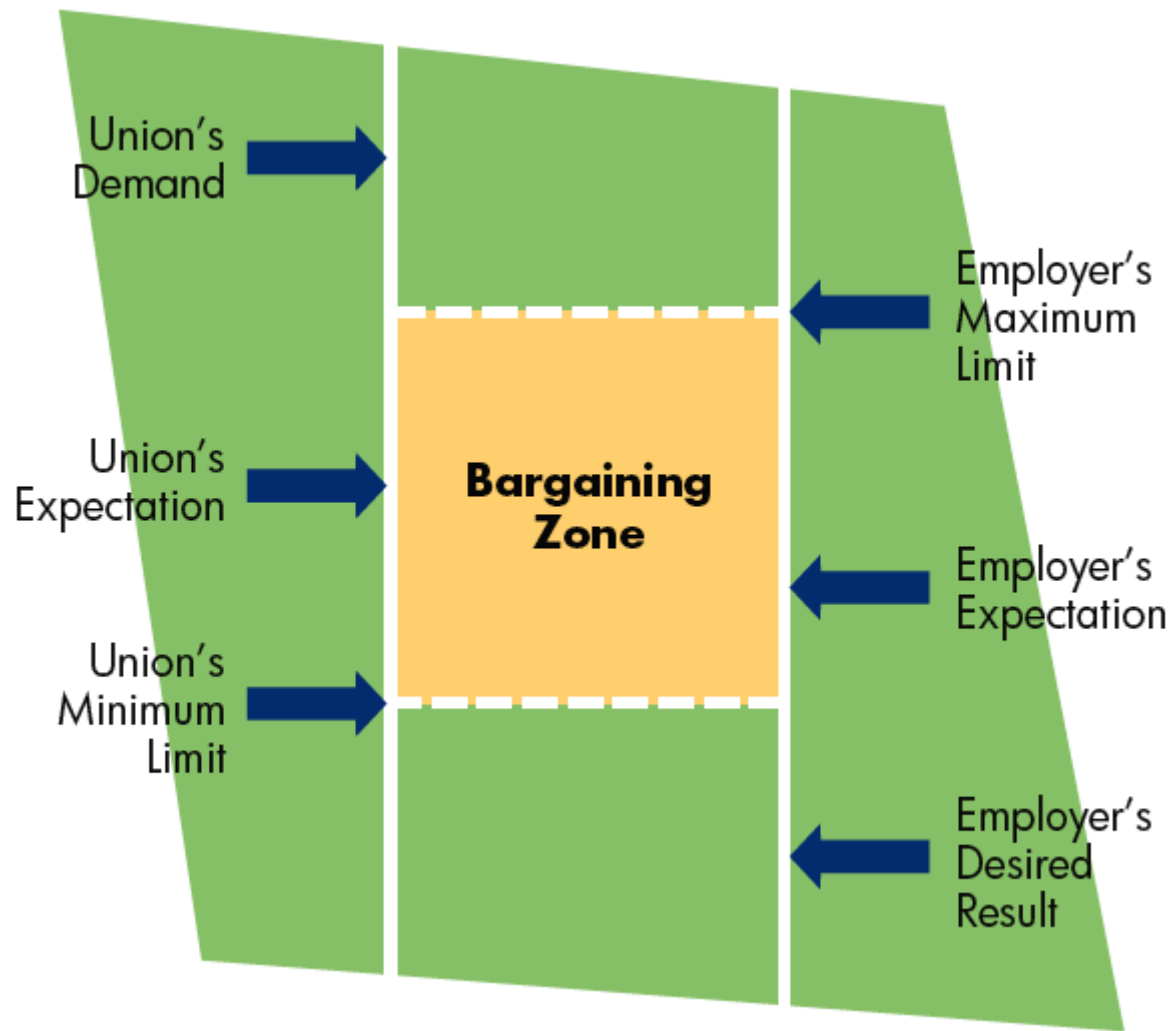 Union’s
Demand
Employer’s
Maximum
Limit
Union’s
Expectation
Bargaining
Zone
Employer’s
Expectation
Union’s
Minimum
Limit
Employer’s
Desired
Result